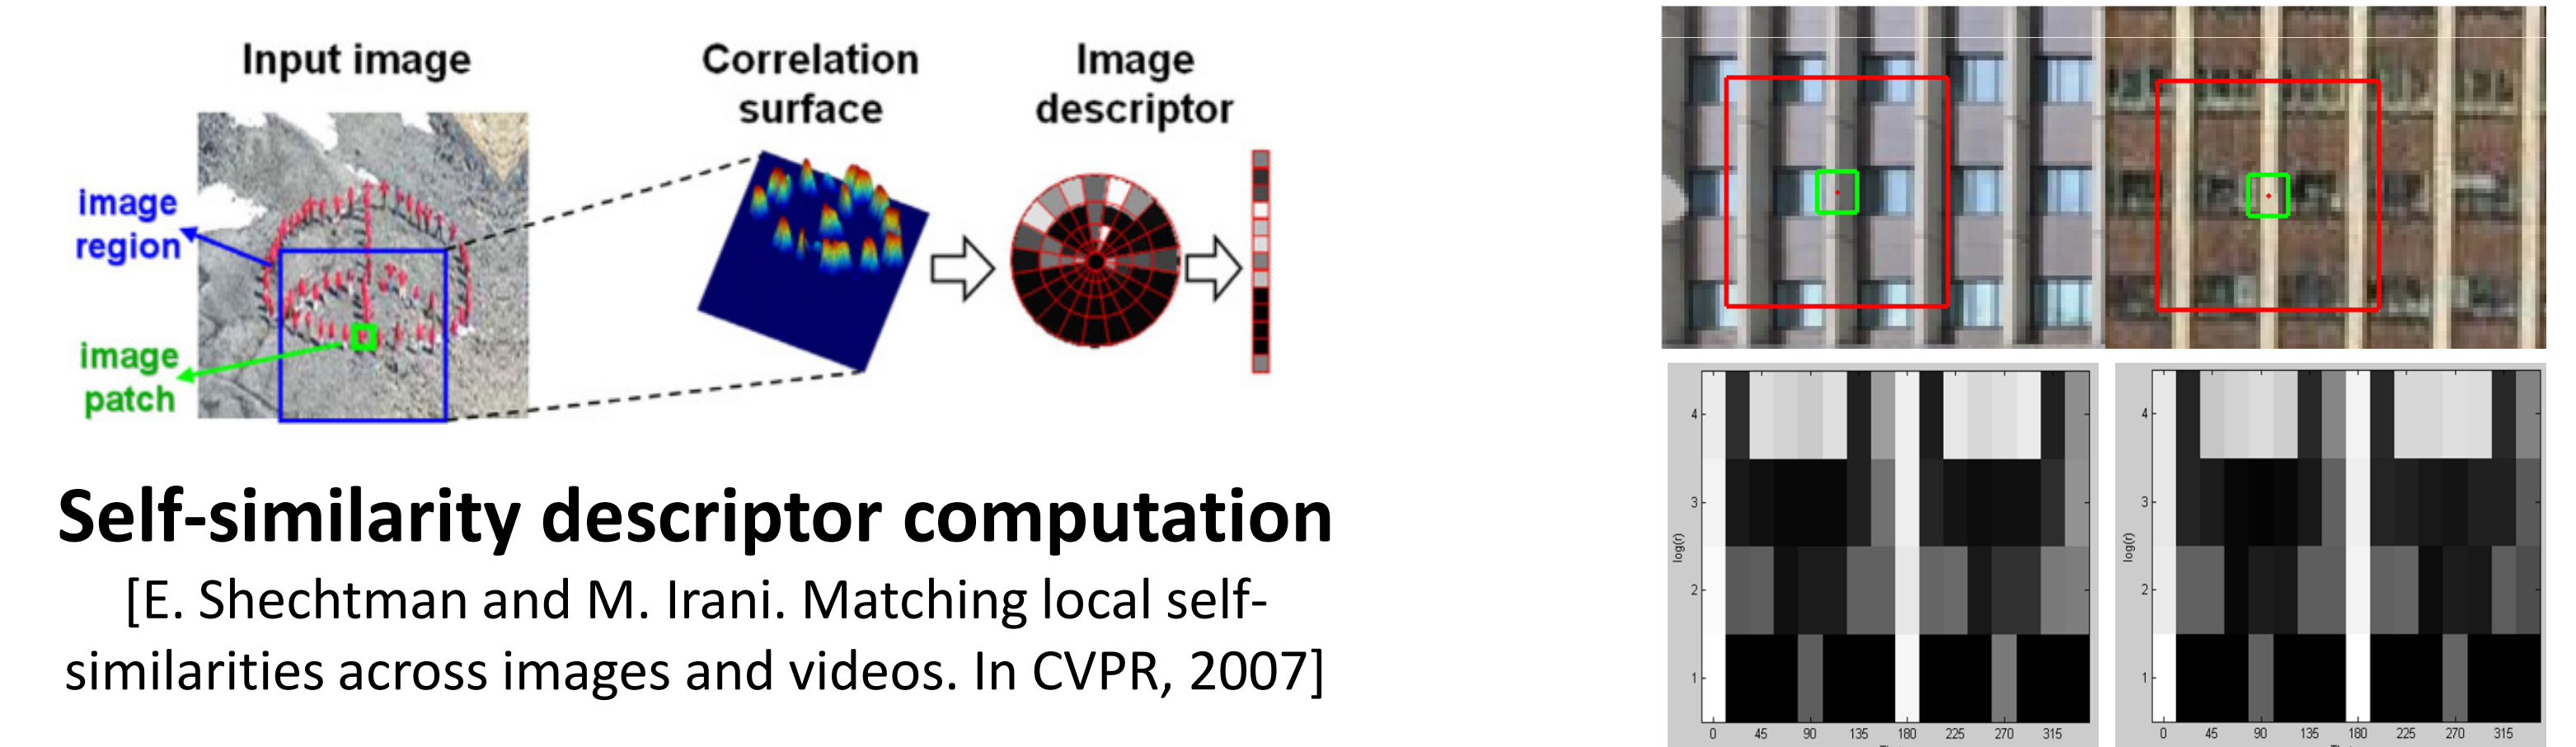 Input image
Correlation
surface
Image
descriptor
image
region
image
patch
Self-similarity descriptor computation
[E. Shechtman and M. Irani. Matching local self-
similarities across images and videos. In CVPR, 2007]
4
3
2
1
log(r)
0 45 90 135 180 225 270 315
4
3
2
1
log(r)
0 45 90 135 180 225 270 315